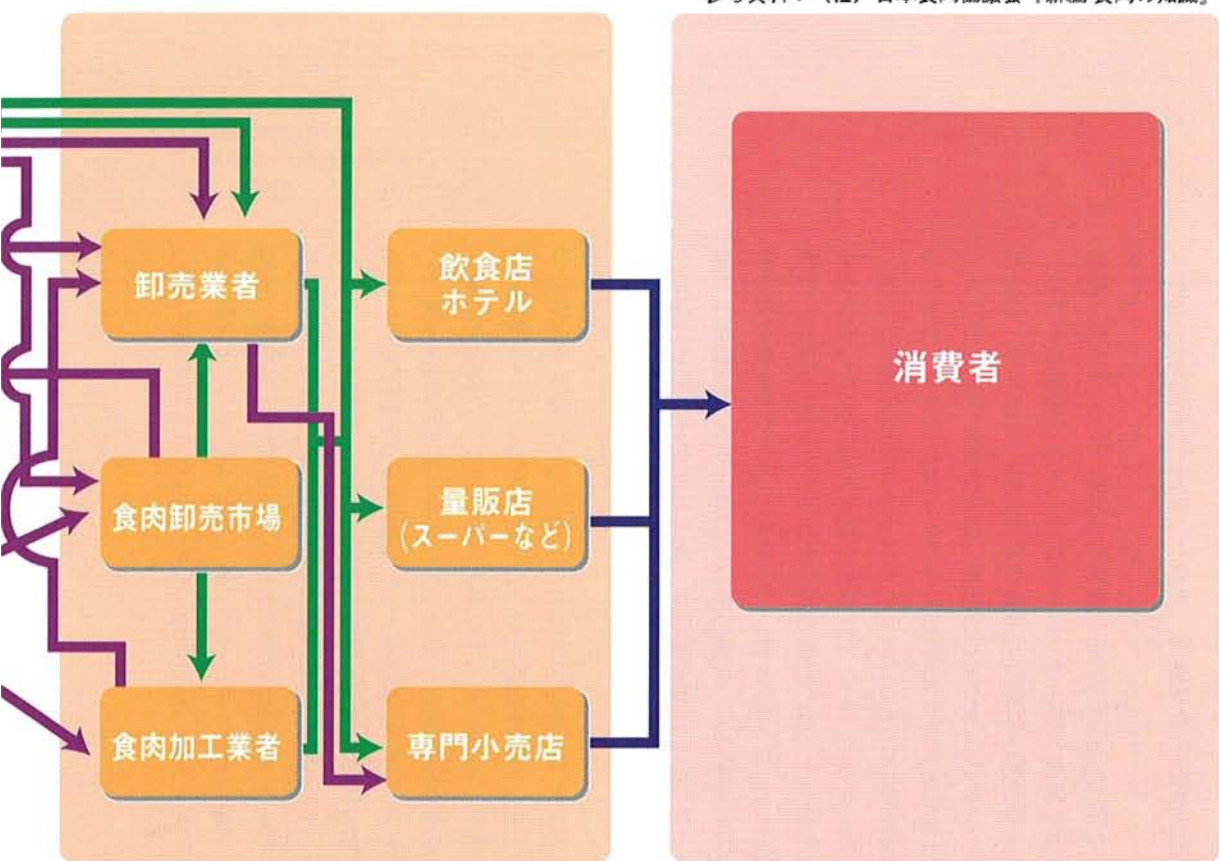 卸売業者
飲食店
ホテル
消費者
食肉卸売市場
量販店
(スーパーなど)
食肉加工業者
専門小売店